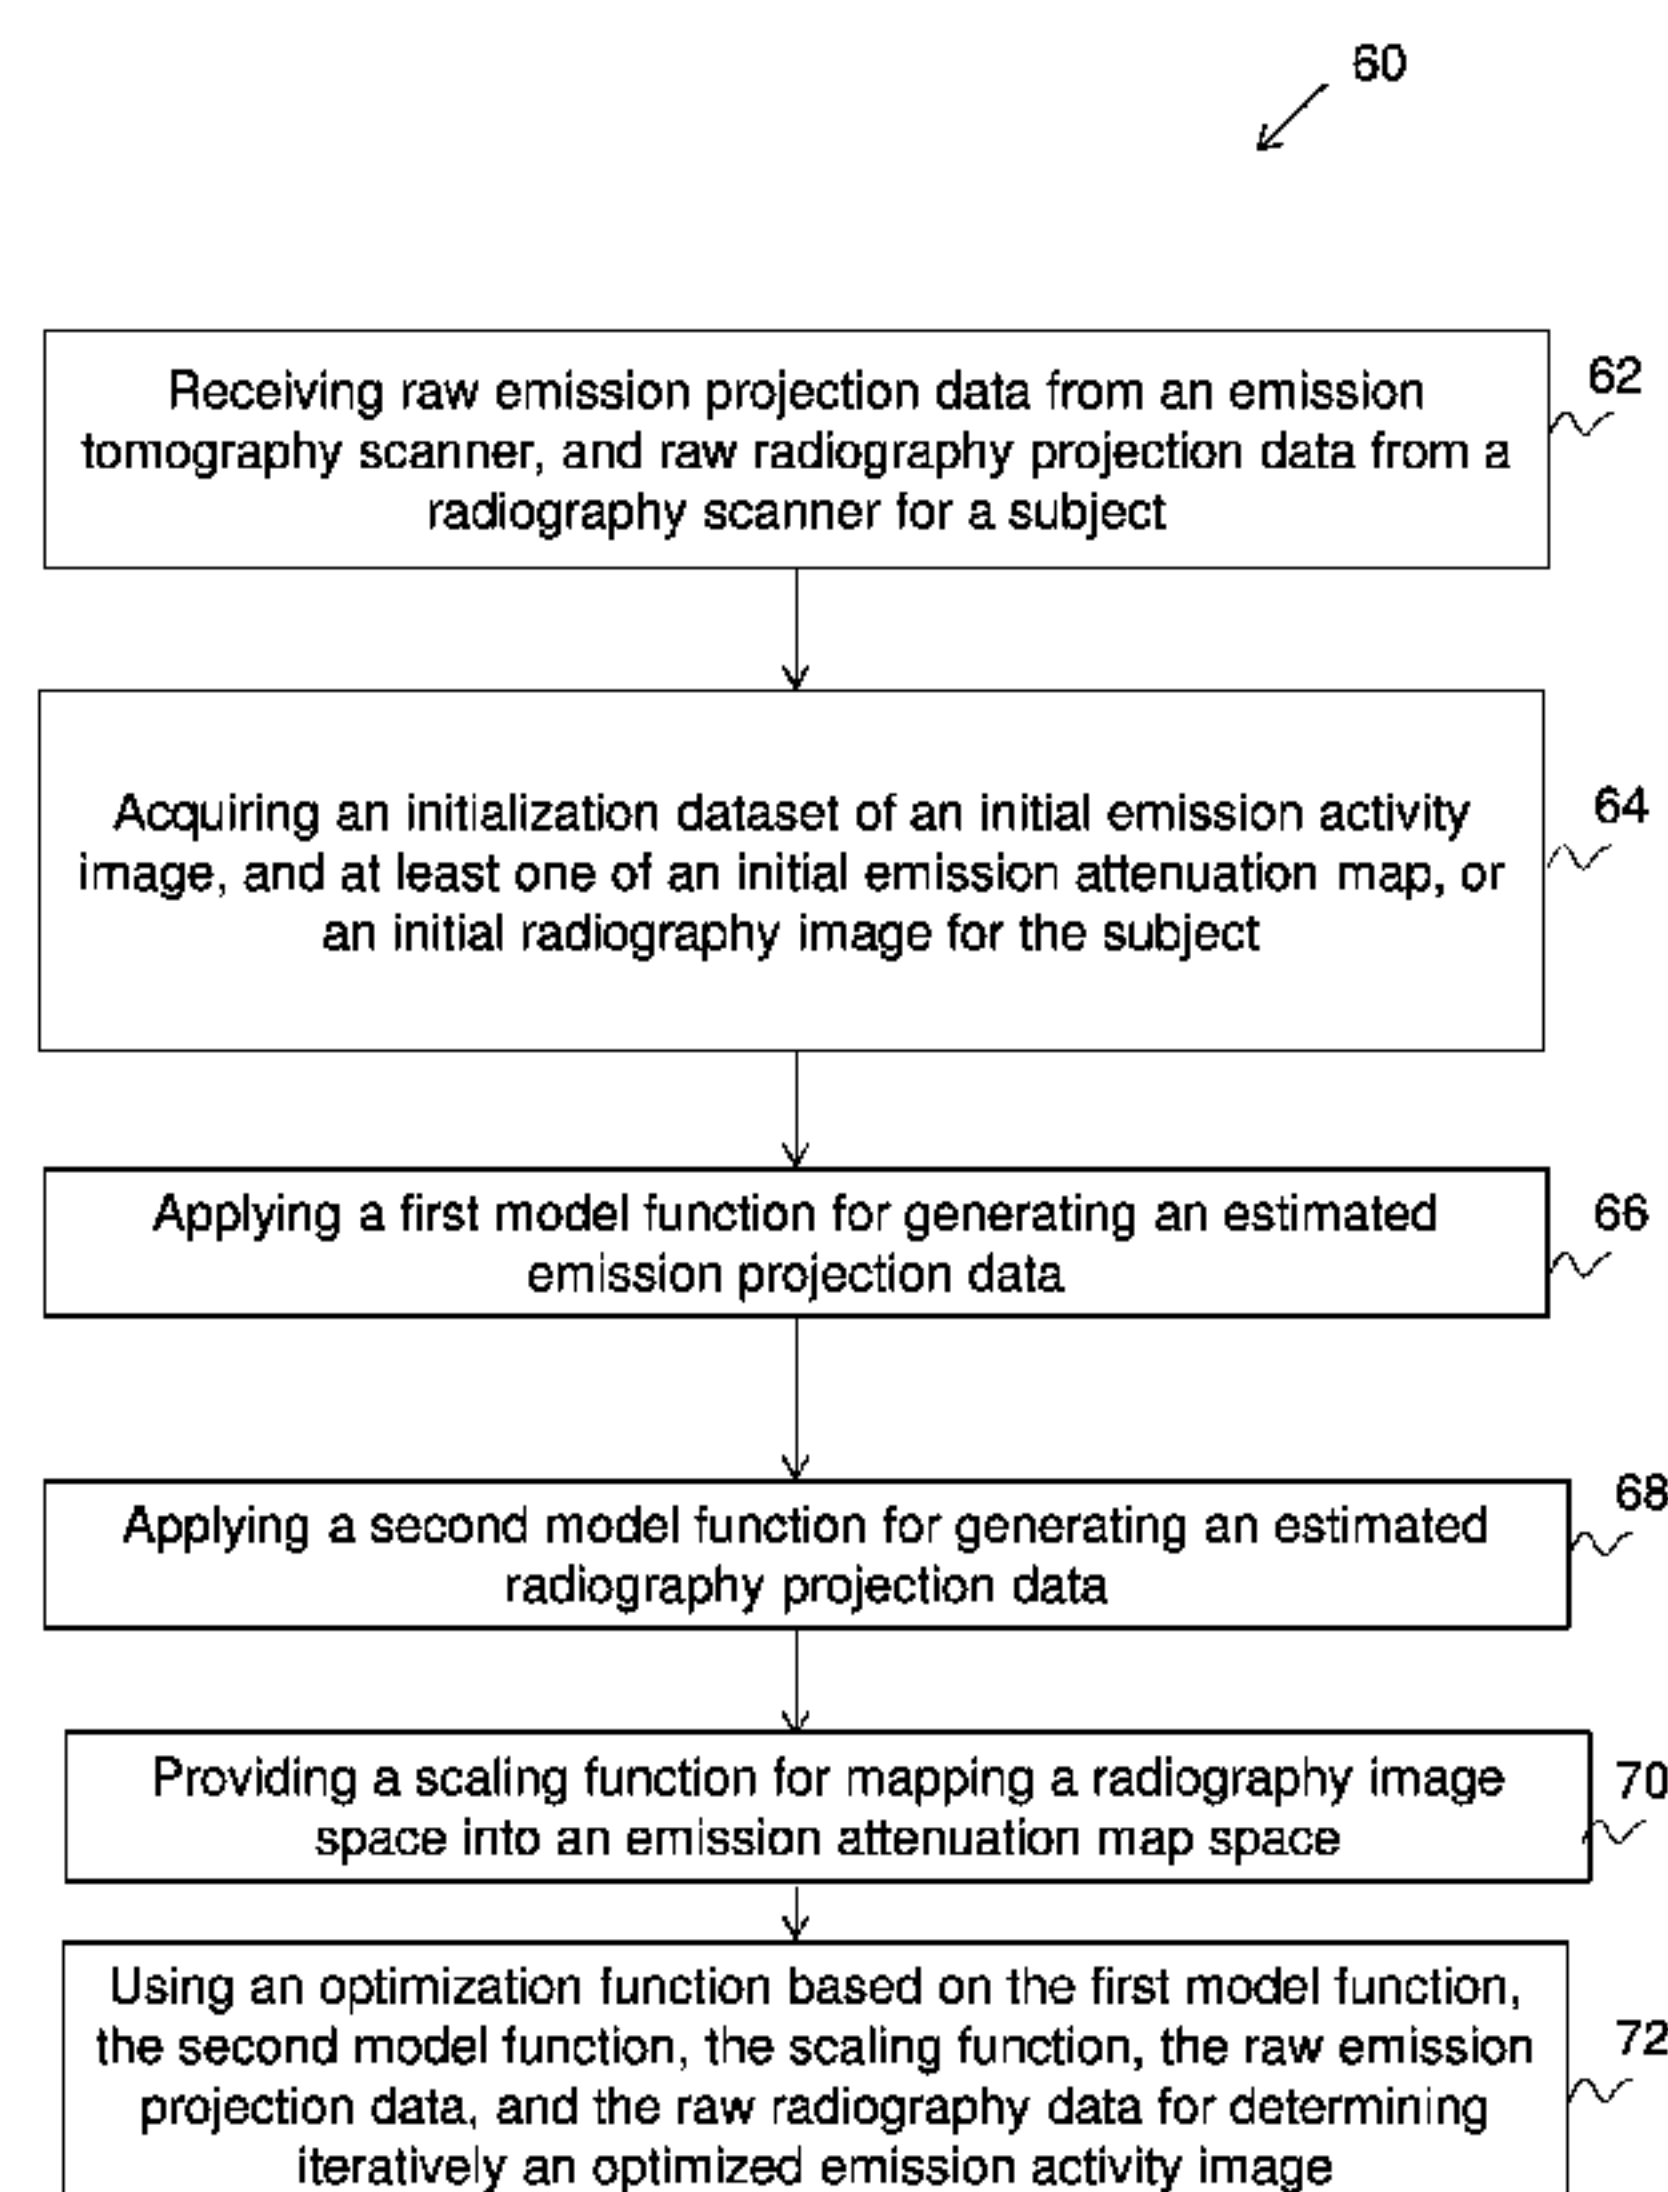 60
Receiving raw emission projection data from an emission
62
tomography scanner, and raw radiography projection data from a
radiography scanner for a subject
Acquiring an initialization dataset of an initial emission activity
64
image, and at least one of an initial emission attenuation map, or
an initial radiography image for the subject
Applying a first model function for generating an estimated
66
emission projection data
Applying a second model function for generating an estimated
68
radiography projection data
Providing a scaling function for mapping a radiography image
70
space into an emission attenuation map space
Using an optimization function based on the first model function,
the second model function, the scaling function, the raw emission
72
projection data, and the raw radiography data for determining
iteratively an optimized emission activity image